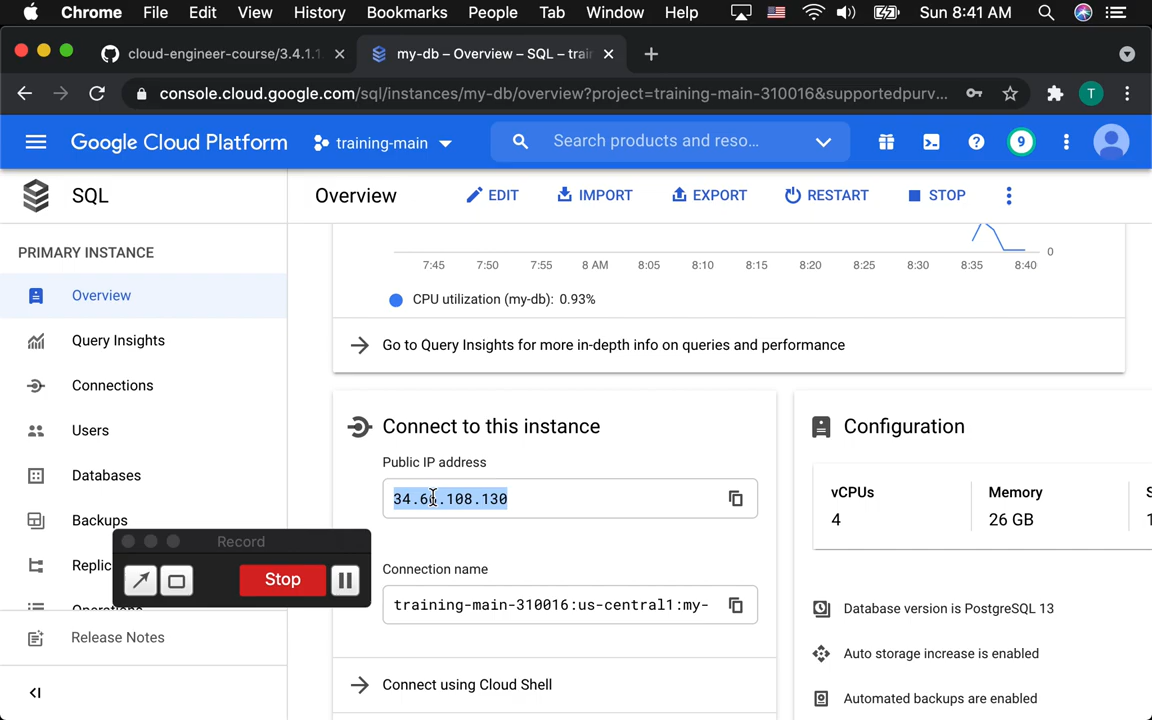 Chrome File Edit View History Bookmarks People Tab Window Help Sun 8:41 AM
cloud-engineer-course/3.4.1.1 my-db – Overview – SQL – trai
console.cloud.google.com/sql/instances/my-db/overview?project=training-main-310016&supportedpurv... T
Google Cloud Platform training-main Search products and reso... 9
SQL Overview EDIT IMPORT EXPORT RESTART STOP
PRIMARY INSTANCE
Overview
Query Insights
Connections
Users
Databases
Backups
Replic
Operations
Release Notes
0
7:45 7:50 7:55 8 AM 8:05 8:10 8:15 8:20 8:25 8:30 8:35 8:40
CPU utilization (my-db): 0.93%
Go to Query Insights for more in-depth info on queries and performance
Connect to this instance
Public IP address
Connection name
training-main-310016:us-central1:my-
Connect using Cloud Shell
Configuration
vCPUs Memory S
4 26 GB 1
Database version is PostgreSQL 13
Auto storage increase is enabled
Automated backups are enabled
Record
Stop